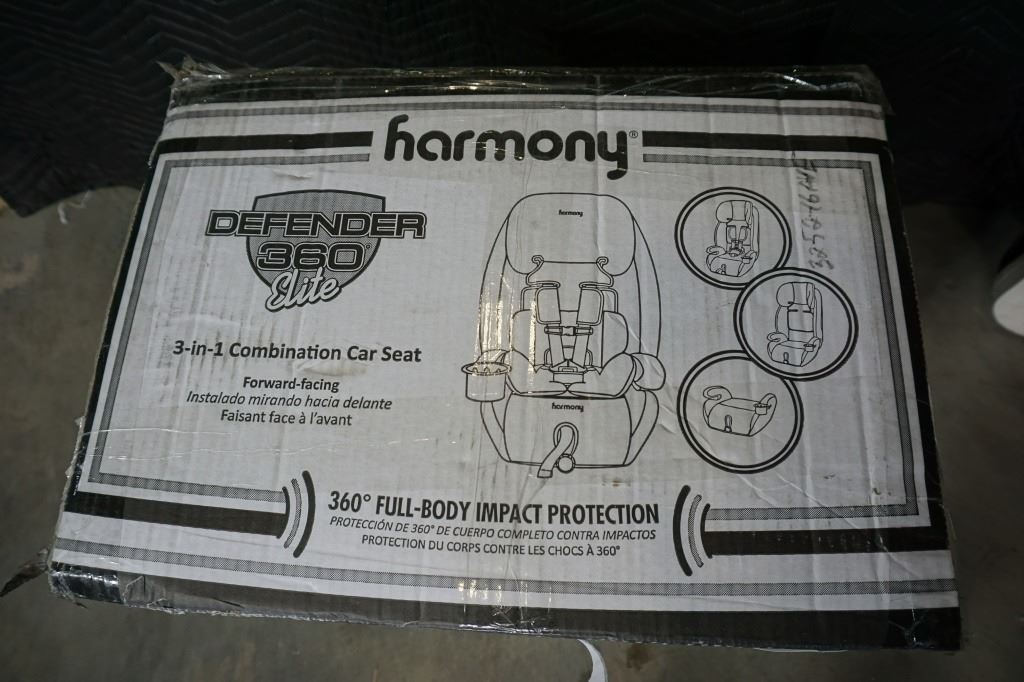 harmony®
DEFENDER
360°
Elite
3-in-1 Combination Car Seat
Forward-facing
Instalado mirando hacia delante
Faisant face à l'avant
harmony
harmony
360° FULL-BODY IMPACT PROTECTION
PROTECCIÓN DE 360° DE CUERPO COMPLETO CONTRA IMPACTOS
PROTECTION DU CORPS CONTRE LES CHOCS À 360°